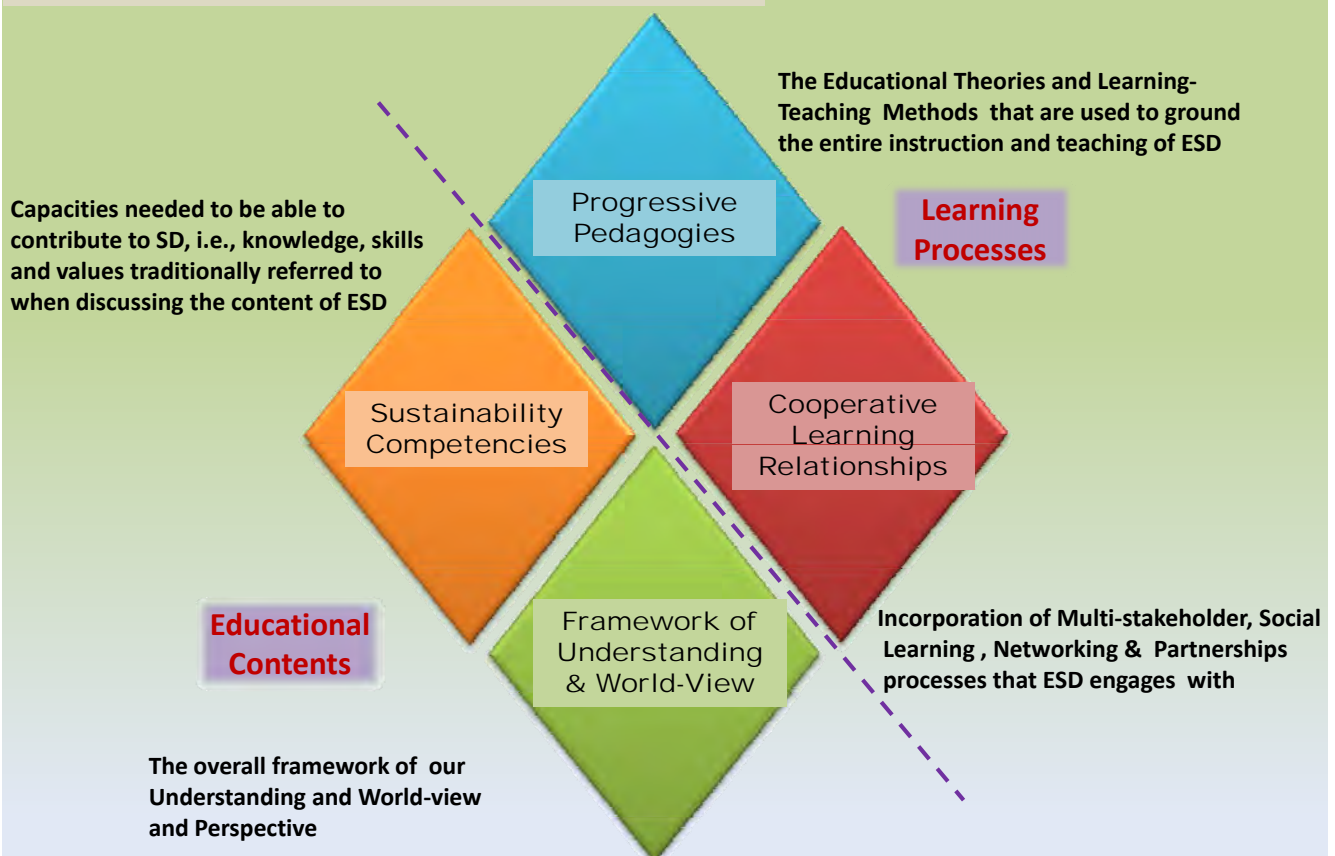 The Educational Theories and Learning-
Teaching Methods that are used to ground
the entire instruction and teaching of ESD
Progressive
Pedagogies
Learning
Processes
Capacities needed to be able to
contribute to SD, i.e., knowledge, skills
and values traditionally referred to
when discussing the content of ESD
Sustainability
Competencies
Cooperative
Learning
Relationships
Educational
Contents
Framework of
Understanding
& World-View
Incorporation of Multi-stakeholder, Social
Learning , Networking & Partnerships
processes that ESD engages with
The overall framework of our
Understanding and World-view
and Perspective